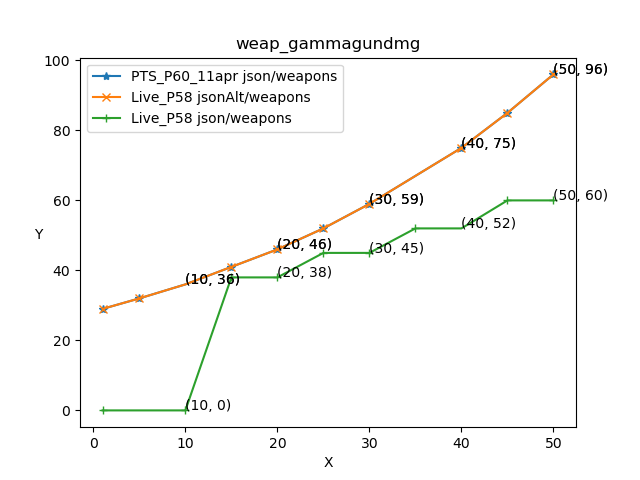 weap_gammagundmg
PTS_P60_11apr json/weapons
Live_P58 jsonAlt/weapons
Live_P58 json/weapons
100
80
60
40
20
0
Y
(50, 96)
(40, 75)
(30, 59)
(20, 46)
(10, 36)
(50, 60)
(40, 52)
(30, 45)
(20, 38)
(10, 0)
0 10 20 30 40 50
X